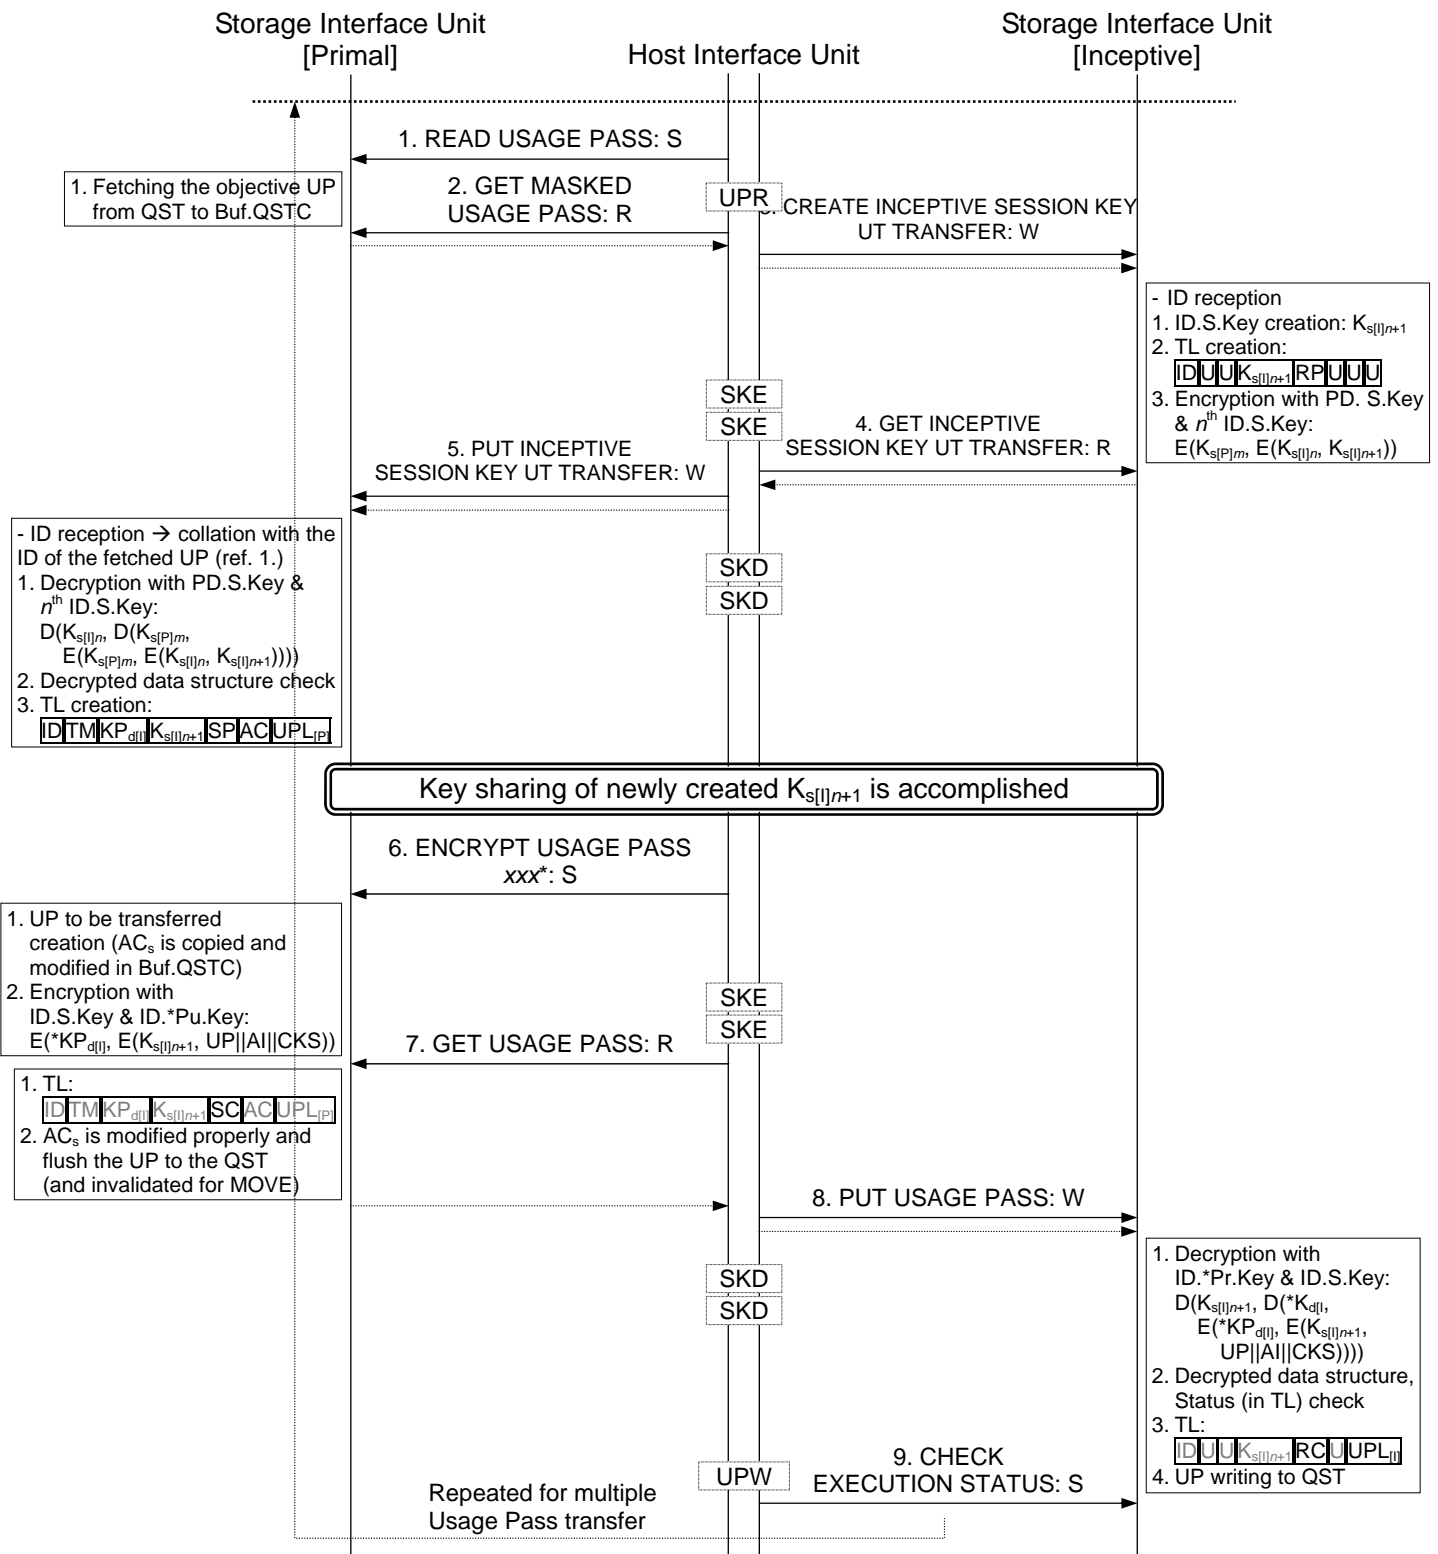 Storage Interface Unit
[Primal]
Host Interface Unit
Storage Interface Unit
[Inceptive]
1. READ USAGE PASS: S
1. Fetching the objective UP
from QST to Buf.QSTC
2. GET MASKED
USAGE PASS: R
UPR
CREATE INCEPTIVE SESSION KEY
UT TRANSFER: W
- ID reception
1. ID.S.Key creation: Ks[I]n+1
2. TL creation:
ID U U Ks[I]n+1 RP U U U
3. Encryption with PD. S.Key
& nth ID.S.Key:
E(Ks[P]m, E(Ks[I]n, Ks[I]n+1))
SKE
SKE
4. GET INCEPTIVE
SESSION KEY UT TRANSFER: R
5. PUT INCEPTIVE
SESSION KEY UT TRANSFER: W
- ID reception → collation with the
ID of the fetched UP (ref. 1.)
1. Decryption with PD.S.Key &
nth ID.S.Key:
D(Ks[I]n, D(Ks[P]m,
E(Ks[P]m, E(Ks[I]n, Ks[I]n+1))))
2. Decrypted data structure check
3. TL creation:
ID TM KPd[I] Ks[I]n+1 SP AC UPL[P]
SKD
SKD
Key sharing of newly created Ks[I]n+1 is accomplished
6. ENCRYPT USAGE PASS
xxx*: S
1. UP to be transferred
creation (ACs is copied and
modified in Buf.QSTC)
2. Encryption with
ID.S.Key & ID.*Pu.Key:
E(*KPd[I], E(Ks[I]n+1, UP||AI||CKS))
SKE
SKE
7. GET USAGE PASS: R
1. TL:
ID TM KPd[I] Ks[I]n+1 SC AC UPL[P]
2. ACs is modified properly and
flush the UP to the QST
(and invalidated for MOVE)
8. PUT USAGE PASS: W
SKD
SKD
1. Decryption with
ID.*Pr.Key & ID.S.Key:
D(Ks[I]n+1, D(*Kd[I,
E(*KPd[I], E(Ks[I]n+1,
UP||AI||CKS))))
2. Decrypted data structure,
Status (in TL) check
3. TL:
ID U U Ks[I]n+1 RC U UPL[I]
4. UP writing to QST
UPW
9. CHECK
EXECUTION STATUS: S
Repeated for multiple
Usage Pass transfer